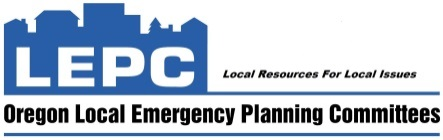 LEPC
Local Resources For Local Issues
Oregon Local Emergency Planning Committees